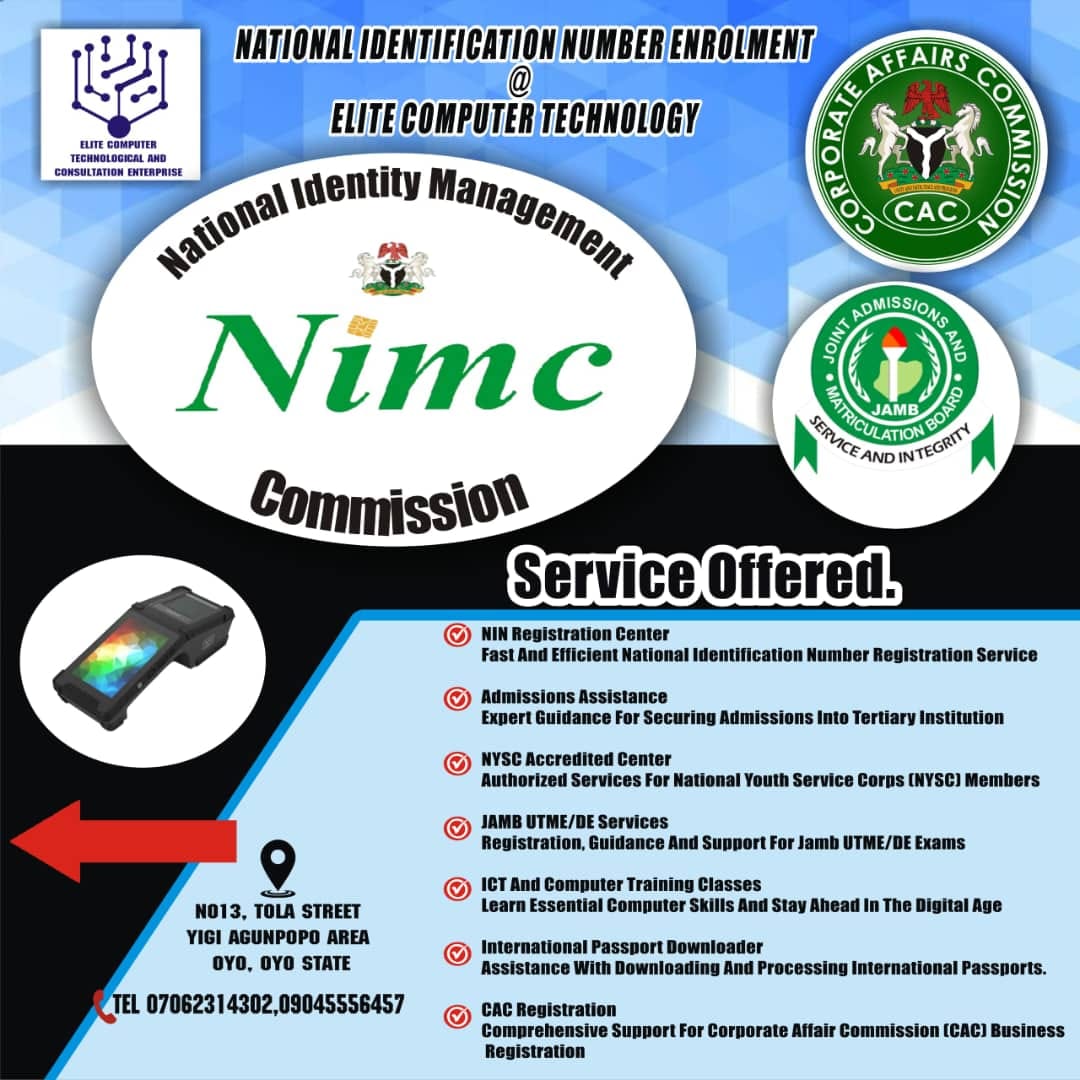 ELITE COMPUTER
TECHNOLOGICAL AND
CONSULTATION ENTERPRISE
NATIONAL IDENTIFICATION NUMBER ENROLMENT
@
ELITE COMPUTER TECHNOLOGY
CORPORATE AFFAIRS COMMISSION
CAC
National Identity Management
Nimc
Commission
JOINT ADMISSIONS AND
MATRICULATION BOARD
JAMB
SERVICE AND INTEGRITY
Service Offered.
NIN Registration Center
Fast And Efficient National Identification Number Registration Service
Admissions Assistance
Expert Guidance For Securing Admissions Into Tertiary Institution
NYSC Accredited Center
Authorized Services For National Youth Service Corps (NYSC) Members
JAMB UTME/DE Services
Registration, Guidance And Support For Jamb UTME/DE Exams
ICT And Computer Training Classes
Learn Essential Computer Skills And Stay Ahead In The Digital Age
International Passport Downloader
Assistance With Downloading And Processing International Passports.
CAC Registration
Comprehensive Support For Corporate Affair Commission (CAC) Business
Registration
NO13, TOLA STREET
YIGI AGUNPOPO AREA
OYO, OYO STATE
TEL 07062314302,09045556457